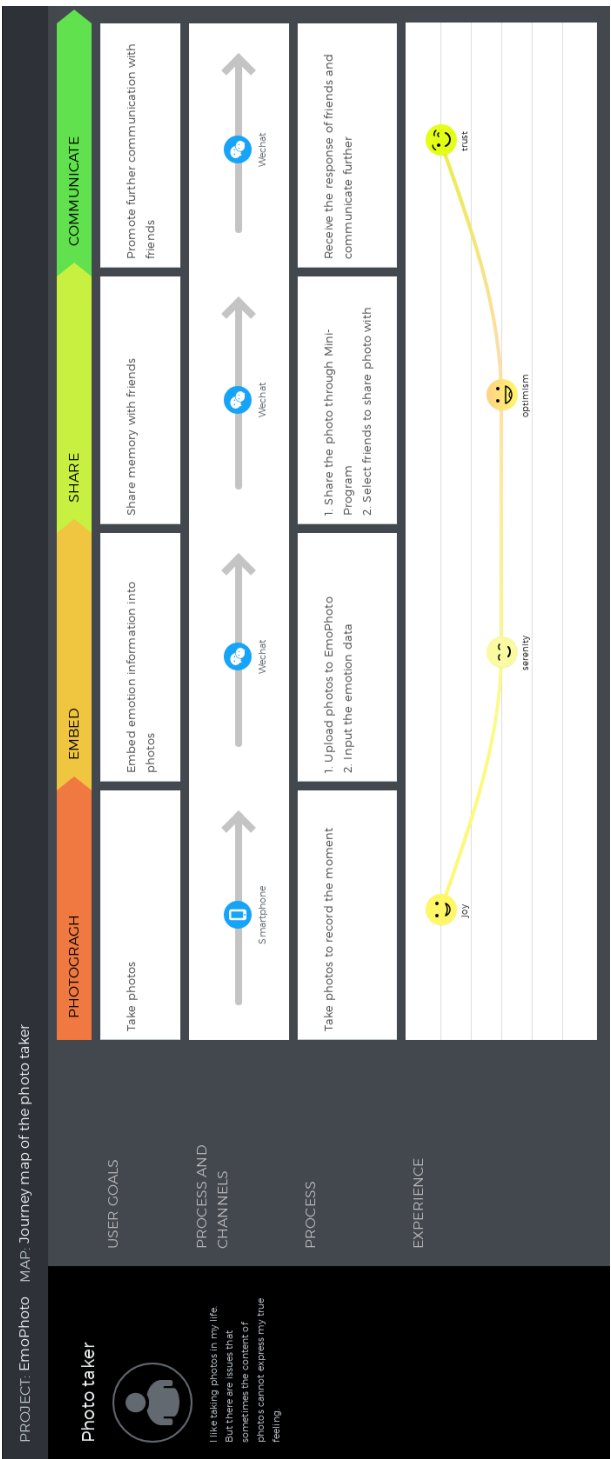 PROJECT: EmoPhoto MAP: Journey map of the photo taker
Photo taker
I like taking photos in my life.
But there are issues that
sometimes the content of
photos cannot express my true
feeling.
PHOTOGRAGH
EMBED
SHARE
COMMUNICATE
USER GOALS
Take photos
Embed emotion information into
photos
Share memory with friends
Promote further communication with
friends
PROCESS AND
CHANNELS
Smartphone
Wechat
Wechat
Wechat
PROCESS
Take photos to record the moment
1. Upload photos to EmoPhoto
2. Input the emotion data
1. Share the photo through Mini-
Program
2. Select friends to share photo with
Receive the response of friends and
communicate further
EXPERIENCE
Joy
serenity
optimism
trust